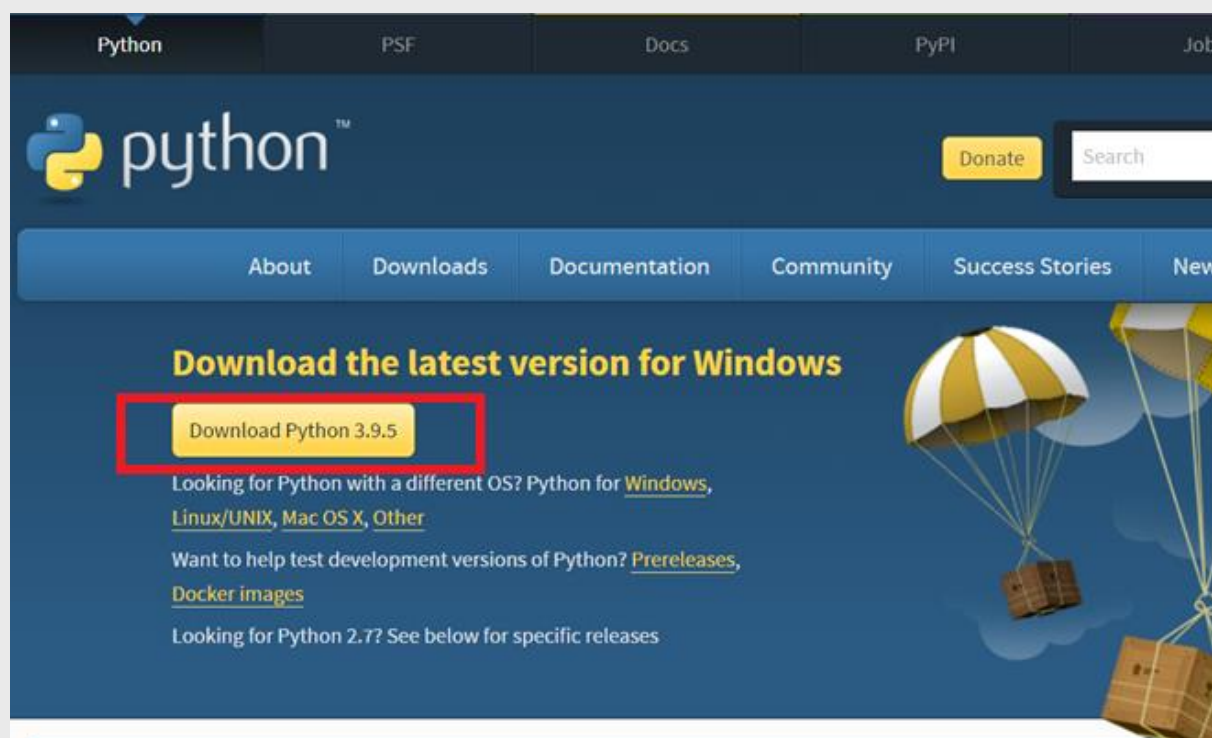 Python PSF Docs PyPI Job
python™
Donate Search
About Downloads Documentation Community Success Stories New
Download the latest version for Windows
Download Python 3.9.5
Looking for Python with a different OS? Python for Windows,
Linux/UNIX, Mac OS X, Other
Want to help test development versions of Python? Prereleases,
Docker images
Looking for Python 2.7? See below for specific releases